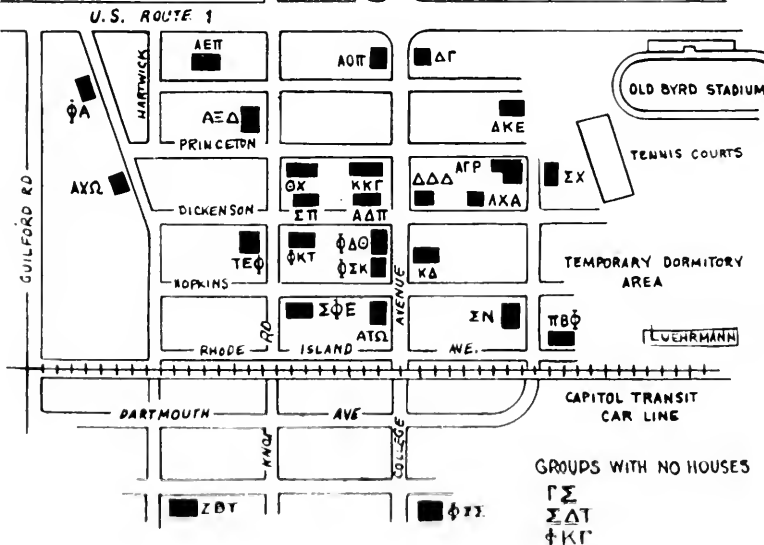 U.S. ROUTE 1
HARTWICK
ΑΕΠ
ΑΟΠ
ΔΓ
OLD BYRD STADIUM
ΦΑ
ΑΞΔ
ΔΚΕ
PRINCETON
TENNIS COURTS
ΑΧΩ
ΘΧ
ΚΚΓ
ΔΔΔ
ΑΓΡ
ΣΧ
ΣΠ
ΑΔΠ
ΛΧΑ
DICKENSON
GUILFORD RD
ΤΕΦ
ΦΚΤ
ΦΔΘ
ΦΣΚ
ΚΔ
TEMPORARY DORMITORY
AREA
HOPKINS
AVENUE
ΣΦΕ
ΑΤΩ
ΣΝ
ΠΒΦ
RHODE
RD
ISLAND
AVE.
CAPITOL TRANSIT
CAR LINE
DARTMOUTH
AVE
KNOX
COLLEGE
GROUPS WITH NO HOUSES
ΓΣ
ΣΔΤ
ΦΚΓ
ΖΒΤ